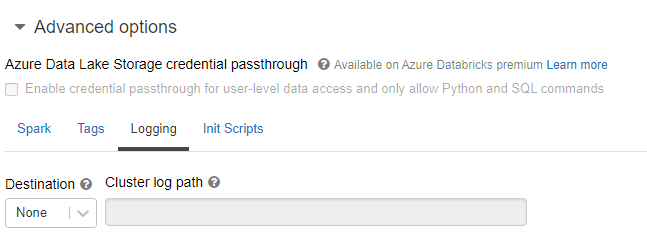 Advanced options
Azure Data Lake Storage credential passthrough ? Available on Azure Databricks premium Learn more
Enable credential passthrough for user-level data access and only allow Python and SQL commands
Spark Tags Logging Init Scripts
Destination ? Cluster log path ?
None